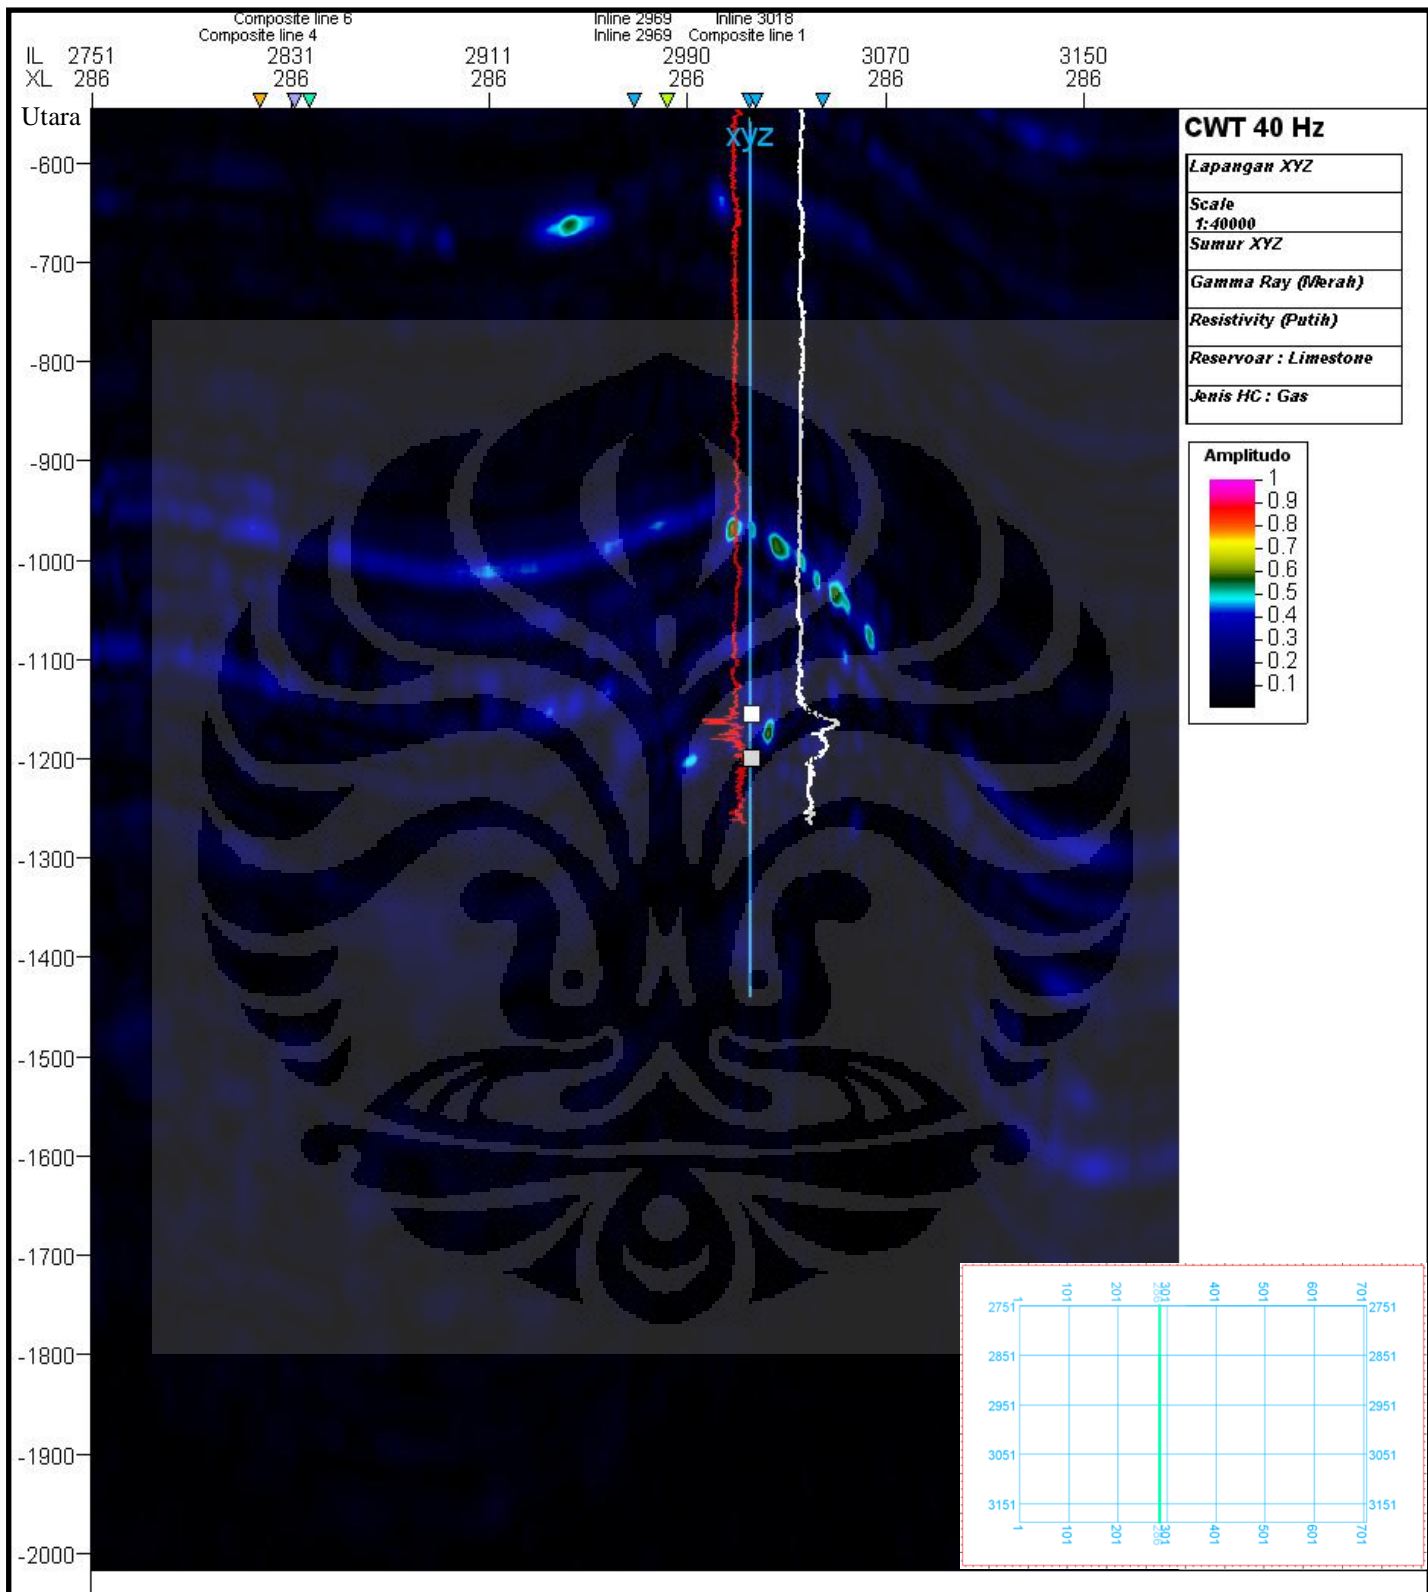 Composite line 6 Inline 2969 Inline 3018
Composite line 4 Inline 2969 Composite line 1
IL 2751 2831 2911 2990 3070 3150
XL 286 286 286 286 286 286
Utara
xyz
-600
-700
-800
-900
-1000
-1100
-1200
-1300
-1400
-1500
-1600
-1700
-1800
-1900
-2000
CWT 40 Hz
Lapangan XYZ
Scale
1:40000
Sumur XYZ
Gamma Ray (Merah)
Resistivity (Putih)
Reservoar : Limestone
Jenis HC : Gas
Amplitudo
1
0.9
0.8
0.7
0.6
0.5
0.4
0.3
0.2
0.1
1 101 201 286 301 401 501 601 701
2751 2751
2851 2851
2951 2951
3051 3051
3151 3151
1 101 201 286 301 401 501 601 701